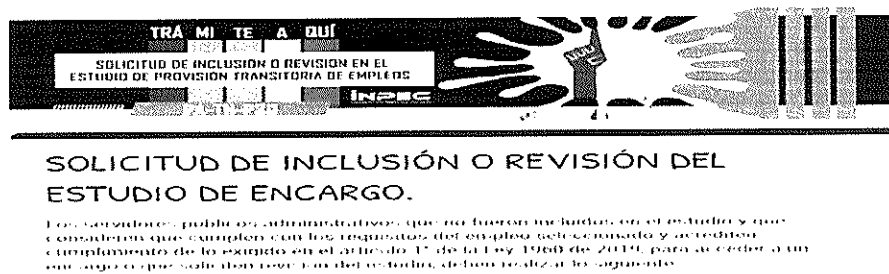 TRÁ MI TE A QUÍ
SOLICITUD DE INCLUSIÓN O REVISIÓN EN EL
ESTUDIO DE PROVISIÓN TRANSITORIA DE EMPLEOS
INPEC
SOLICITUD DE INCLUSIÓN O REVISIÓN DEL
ESTUDIO DE ENCARGO.
Los servidores públicos administrativos que no fueron incluidos en el estudio y que
consideren que cumplen con los requisitos del empleo seleccionado y acrediten
cumplimiento de lo exigido en el artículo 1° de la Ley 1960 de 2019, para acceder a un
encargo o que soliciten revisión del estudio, deben realizar lo siguiente